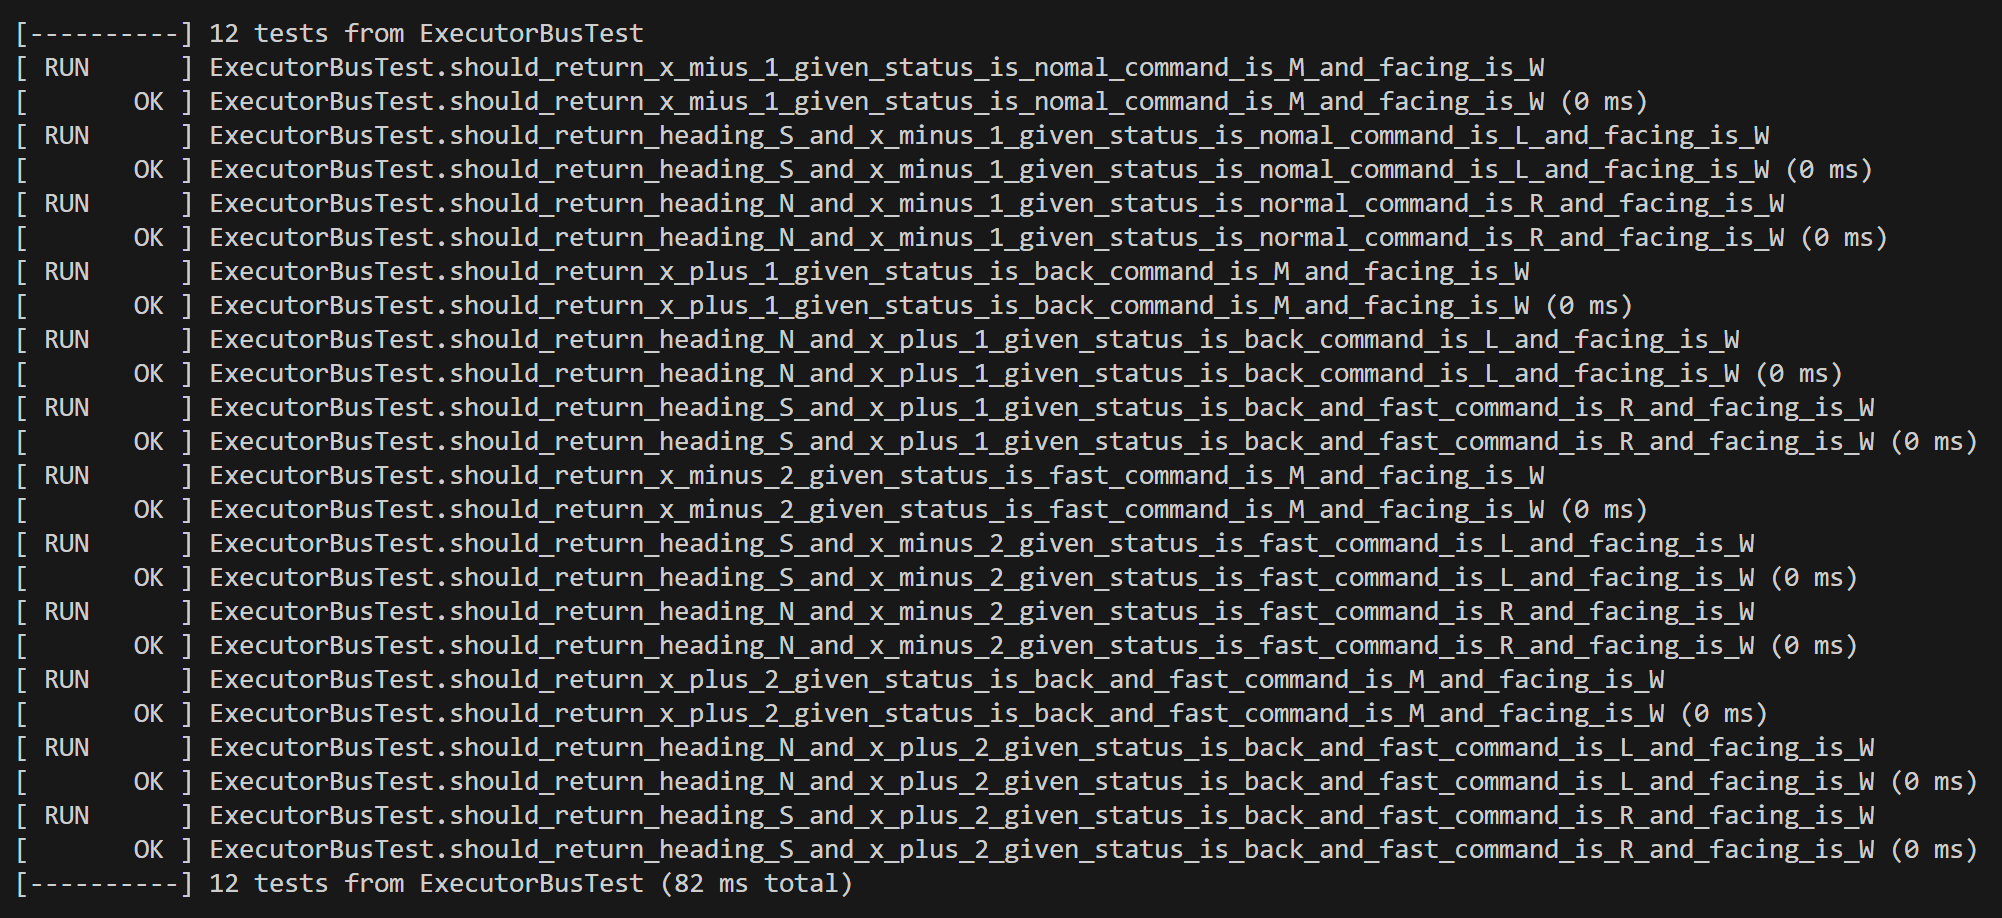 [----------] 12 tests from ExecutorBusTest
[ RUN      ] ExecutorBusTest.should_return_x_mius_1_given_status_is_nomal_command_is_M_and_facing_is_W
[       OK ] ExecutorBusTest.should_return_x_mius_1_given_status_is_nomal_command_is_M_and_facing_is_W (0 ms)
[ RUN      ] ExecutorBusTest.should_return_heading_S_and_x_minus_1_given_status_is_nomal_command_is_L_and_facing_is_W
[       OK ] ExecutorBusTest.should_return_heading_S_and_x_minus_1_given_status_is_nomal_command_is_L_and_facing_is_W (0 ms)
[ RUN      ] ExecutorBusTest.should_return_heading_N_and_x_minus_1_given_status_is_normal_command_is_R_and_facing_is_W
[       OK ] ExecutorBusTest.should_return_heading_N_and_x_minus_1_given_status_is_normal_command_is_R_and_facing_is_W (0 ms)
[ RUN      ] ExecutorBusTest.should_return_x_plus_1_given_status_is_back_command_is_M_and_facing_is_W
[       OK ] ExecutorBusTest.should_return_x_plus_1_given_status_is_back_command_is_M_and_facing_is_W (0 ms)
[ RUN      ] ExecutorBusTest.should_return_heading_N_and_x_plus_1_given_status_is_back_command_is_L_and_facing_is_W
[       OK ] ExecutorBusTest.should_return_heading_N_and_x_plus_1_given_status_is_back_command_is_L_and_facing_is_W (0 ms)
[ RUN      ] ExecutorBusTest.should_return_heading_S_and_x_plus_1_given_status_is_back_and_fast_command_is_R_and_facing_is_W
[       OK ] ExecutorBusTest.should_return_heading_S_and_x_plus_1_given_status_is_back_and_fast_command_is_R_and_facing_is_W (0 ms)
[ RUN      ] ExecutorBusTest.should_return_x_minus_2_given_status_is_fast_command_is_M_and_facing_is_W
[       OK ] ExecutorBusTest.should_return_x_minus_2_given_status_is_fast_command_is_M_and_facing_is_W (0 ms)
[ RUN      ] ExecutorBusTest.should_return_heading_S_and_x_minus_2_given_status_is_fast_command_is_L_and_facing_is_W
[       OK ] ExecutorBusTest.should_return_heading_S_and_x_minus_2_given_status_is_fast_command_is_L_and_facing_is_W (0 ms)
[ RUN      ] ExecutorBusTest.should_return_heading_N_and_x_minus_2_given_status_is_fast_command_is_R_and_facing_is_W
[       OK ] ExecutorBusTest.should_return_heading_N_and_x_minus_2_given_status_is_fast_command_is_R_and_facing_is_W (0 ms)
[ RUN      ] ExecutorBusTest.should_return_x_plus_2_given_status_is_back_and_fast_command_is_M_and_facing_is_W
[       OK ] ExecutorBusTest.should_return_x_plus_2_given_status_is_back_and_fast_command_is_M_and_facing_is_W (0 ms)
[ RUN      ] ExecutorBusTest.should_return_heading_N_and_x_plus_2_given_status_is_back_and_fast_command_is_L_and_facing_is_W
[       OK ] ExecutorBusTest.should_return_heading_N_and_x_plus_2_given_status_is_back_and_fast_command_is_L_and_facing_is_W (0 ms)
[ RUN      ] ExecutorBusTest.should_return_heading_S_and_x_plus_2_given_status_is_back_and_fast_command_is_R_and_facing_is_W
[       OK ] ExecutorBusTest.should_return_heading_S_and_x_plus_2_given_status_is_back_and_fast_command_is_R_and_facing_is_W (0 ms)
[----------] 12 tests from ExecutorBusTest (82 ms total)